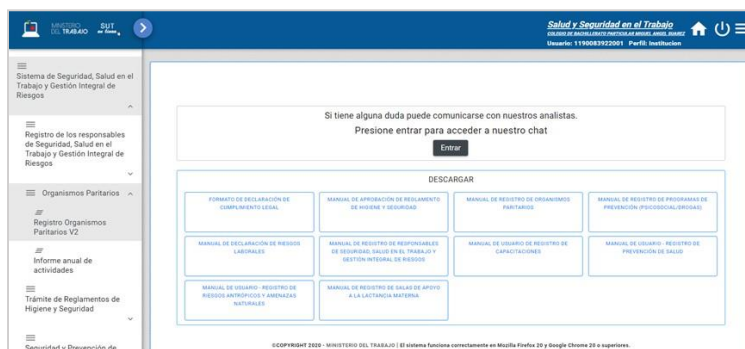 MINISTERIO
DEL TRABAJO
SUT
en línea
Salud y Seguridad en el Trabajo
COLEGIO DE BACHILLERATO PARTICULAR MIGUEL ANGEL SUAREZ
Usuario: 1190083922001 Perfil: Institucion
Sistema de Seguridad, Salud en el
Trabajo y Gestión Integral de
Riesgos
Registro de los responsables
de Seguridad, Salud en el
Trabajo y Gestión Integral de
Riesgos
Organismos Paritarios
Registro Organismos
Paritarios V2
Informe anual de
actividades
Trámite de Reglamentos de
Higiene y Seguridad
Seguridad y Prevención de
Si tiene alguna duda puede comunicarse con nuestros analistas.
Presione entrar para acceder a nuestro chat
Entrar
DESCARGAR
FORMATO DE DECLARACIÓN DE
CUMPLIMIENTO LEGAL
MANUAL DE APROBACIÓN DE REGLAMENTO
DE HIGIENE Y SEGURIDAD
MANUAL DE REGISTRO DE ORGANISMOS
PARITARIOS
MANUAL DE REGISTRO DE PROGRAMAS DE
PREVENCIÓN (PSICOSOCIAL/DROGAS)
MANUAL DE DECLARACIÓN DE RIESGOS
LABORALES
MANUAL DE REGISTRO DE RESPONSABLES
DE SEGURIDAD, SALUD EN EL TRABAJO Y
GESTIÓN INTEGRAL DE RIESGOS
MANUAL DE USUARIO DE REGISTRO DE
CAPACITACIONES
MANUAL DE USUARIO - REGISTRO DE
PREVENCIÓN DE SALUD
MANUAL DE USUARIO - REGISTRO DE
RIESGOS ANTRÓPICOS Y AMENAZAS
NATURALES
MANUAL DE REGISTRO DE SALAS DE APOYO
A LA LACTANCIA MATERNA
©COPYRIGHT 2020 - MINISTERIO DEL TRABAJO | El sistema funciona correctamente en Mozilla Firefox 20 y Google Chrome 20 o superiores.